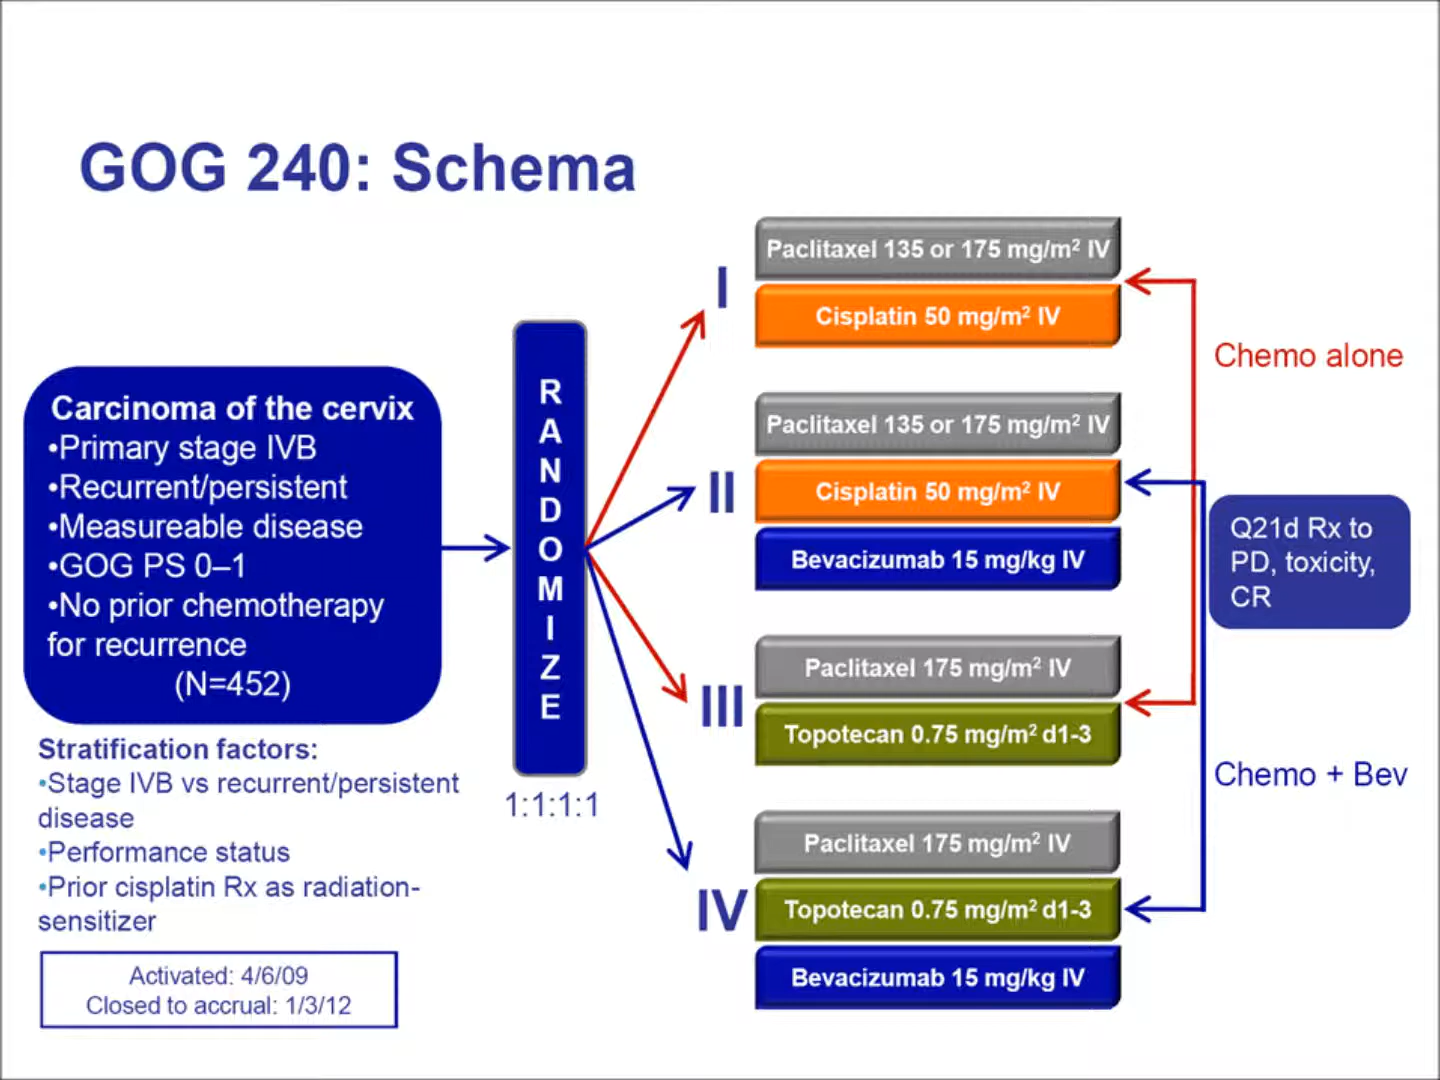 GOG 240: Schema
Carcinoma of the cervix
•Primary stage IVB
•Recurrent/persistent
•Measureable disease
•GOG PS 0–1
•No prior chemotherapy
for recurrence
(N=452)
Stratification factors:
•Stage IVB vs recurrent/persistent
disease
•Performance status
•Prior cisplatin Rx as radiation-
sensitizer
Activated: 4/6/09
Closed to accrual: 1/3/12
RANDOMIZE
1:1:1:1
I
Paclitaxel 135 or 175 mg/m² IV
Cisplatin 50 mg/m² IV
II
Paclitaxel 135 or 175 mg/m² IV
Cisplatin 50 mg/m² IV
Bevacizumab 15 mg/kg IV
III
Paclitaxel 175 mg/m² IV
Topotecan 0.75 mg/m² d1-3
IV
Paclitaxel 175 mg/m² IV
Topotecan 0.75 mg/m² d1-3
Bevacizumab 15 mg/kg IV
Chemo alone
Q21d Rx to
PD, toxicity,
CR
Chemo + Bev